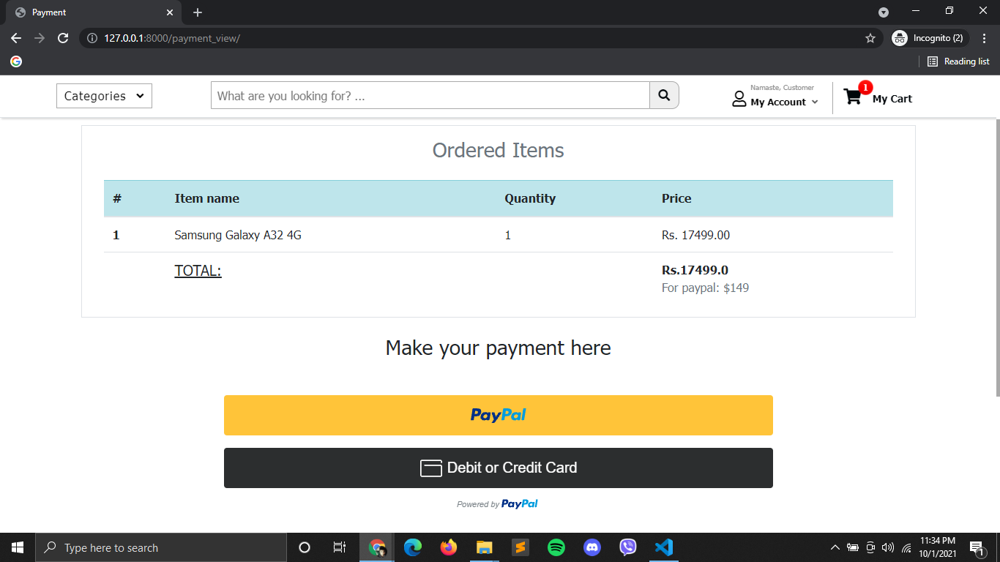 Payment
127.0.0.1:8000/payment_view/
Incognito (2)
Reading list
Categories
What are you looking for? ...
Namaste, Customer
My Account
1
My Cart
Ordered Items
# Item name Quantity Price
1 Samsung Galaxy A32 4G 1 Rs. 17499.00
TOTAL: Rs.17499.0
For paypal: $149
Make your payment here
PayPal
Debit or Credit Card
Powered by PayPal
Type here to search
11:34 PM
10/1/2021
1